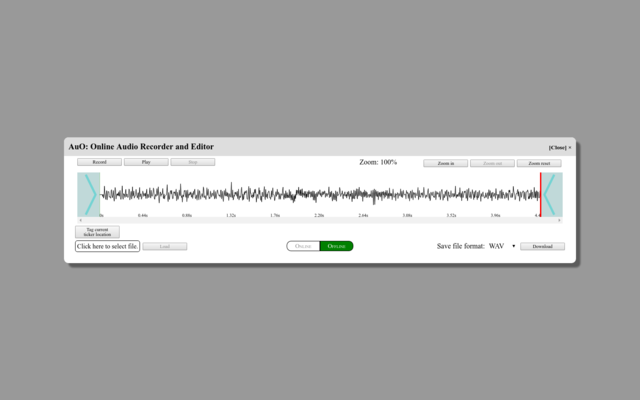 AuO: Online Audio Recorder and Editor
[Close] ×
Record Play Stop Zoom: 100% Zoom in Zoom out Zoom reset
0s 0.44s 0.88s 1.32s 1.76s 2.20s 2.64s 3.08s 3.52s 3.96s
Tag current
ticker location
Click here to select file. Load Online Offline Save file format: WAV Download